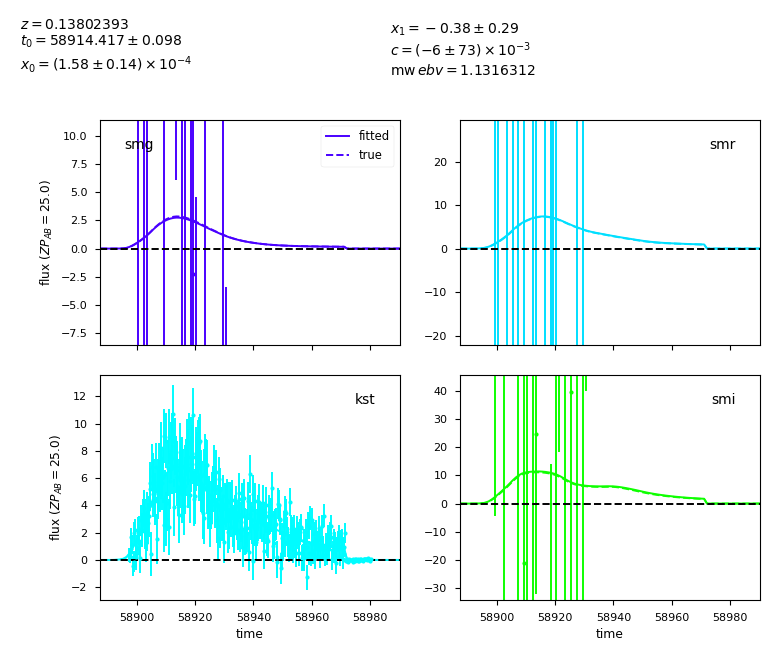 z = 0.13802393
t₀ = 58914.417 ± 0.098
x₀ = (1.58 ± 0.14) × 10⁻⁴
x₁ = −0.38 ± 0.29
c = (−6 ± 73) × 10⁻³
mw ebv = 1.1316312
smg
fitted
true
10.0
7.5
5.0
2.5
0.0
−2.5
−5.0
−7.5
flux (ZP_AB = 25.0)
smr
20
10
0
−10
−20
kst
12
10
8
6
4
2
0
−2
flux (ZP_AB = 25.0)
58900 58920 58940 58960 58980
time
smi
40
30
20
10
0
−10
−20
−30
58900 58920 58940 58960 58980
time